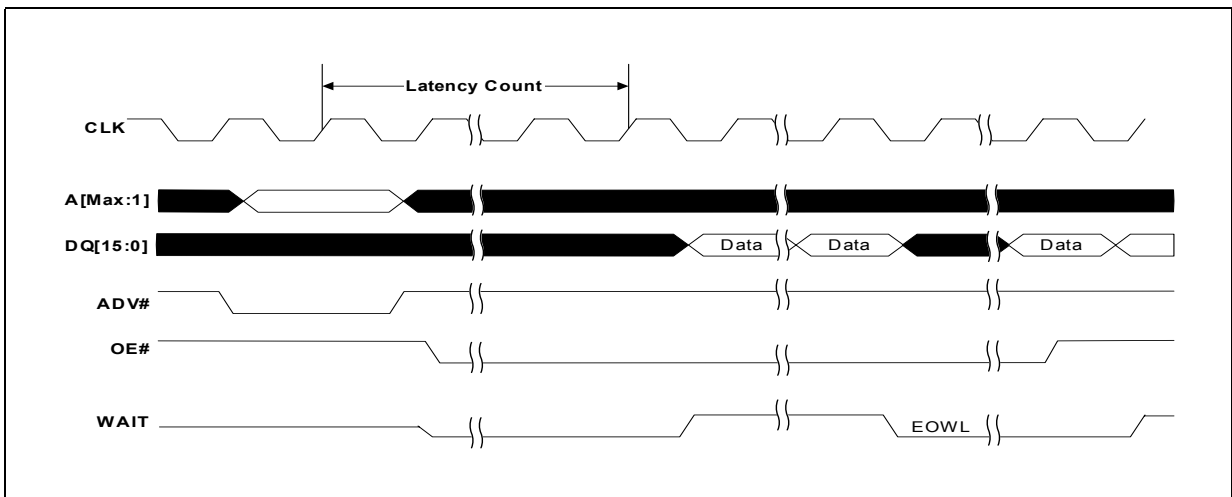 Latency Count
CLK
A[Max:1]
DQ[15:0] Data Data Data
ADV#
OE#
WAIT EOWL